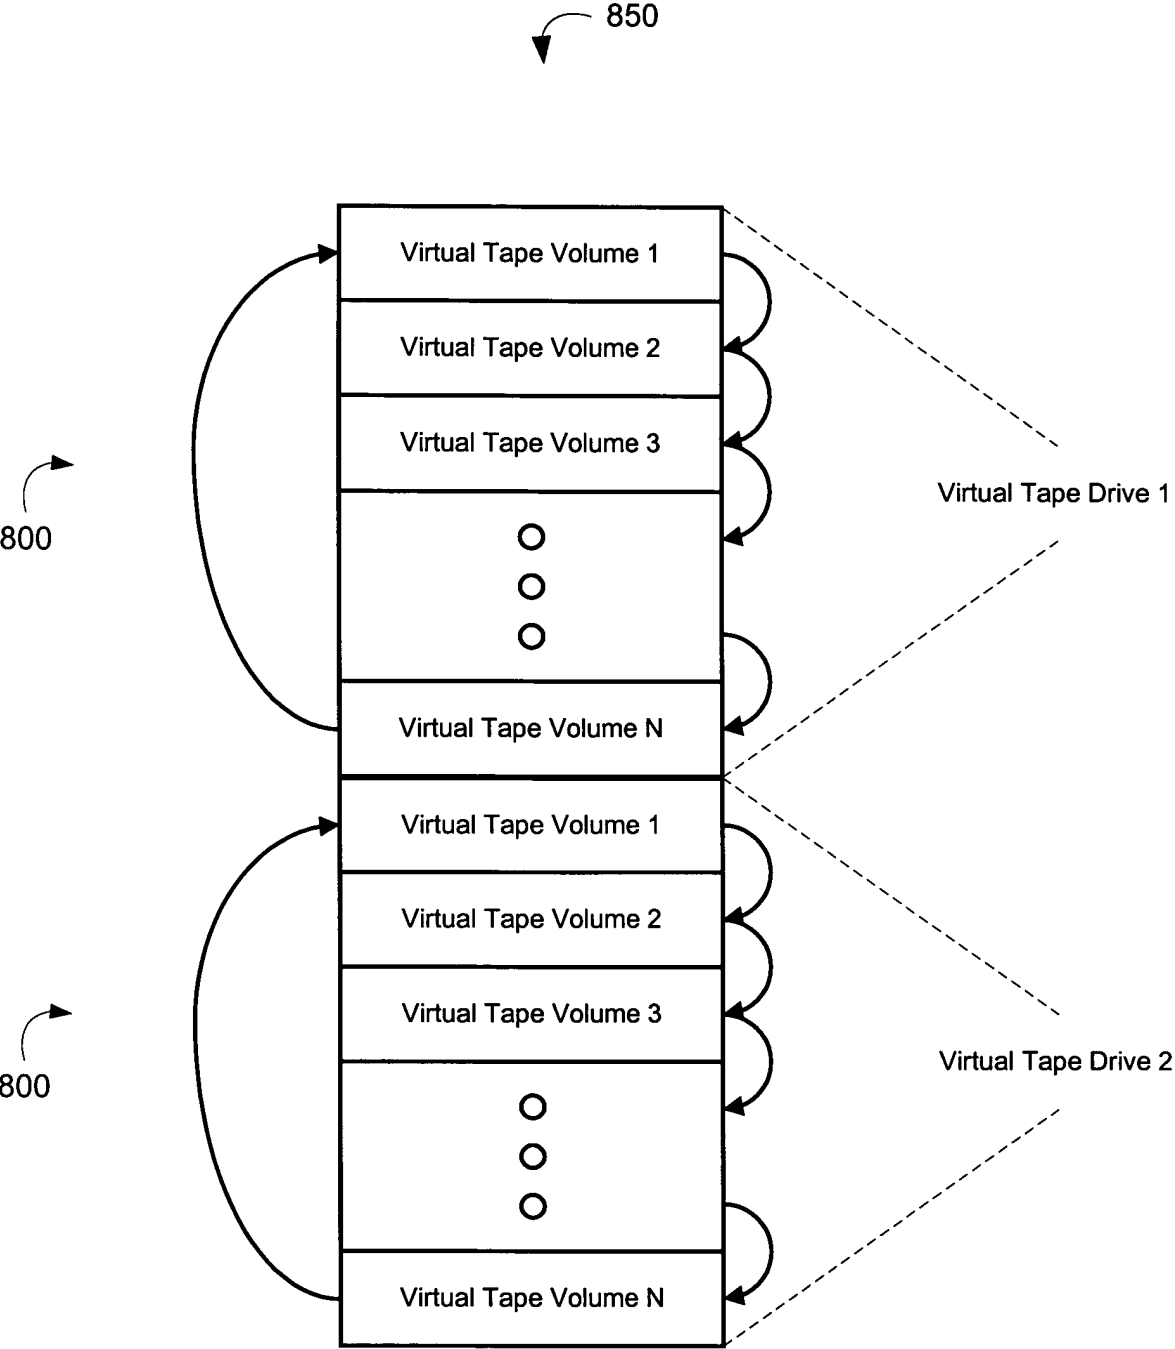 850
Virtual Tape Volume 1
Virtual Tape Volume 2
Virtual Tape Volume 3
Virtual Tape Drive 1
800
Virtual Tape Volume N
Virtual Tape Volume 1
Virtual Tape Volume 2
Virtual Tape Volume 3
Virtual Tape Drive 2
800
Virtual Tape Volume N